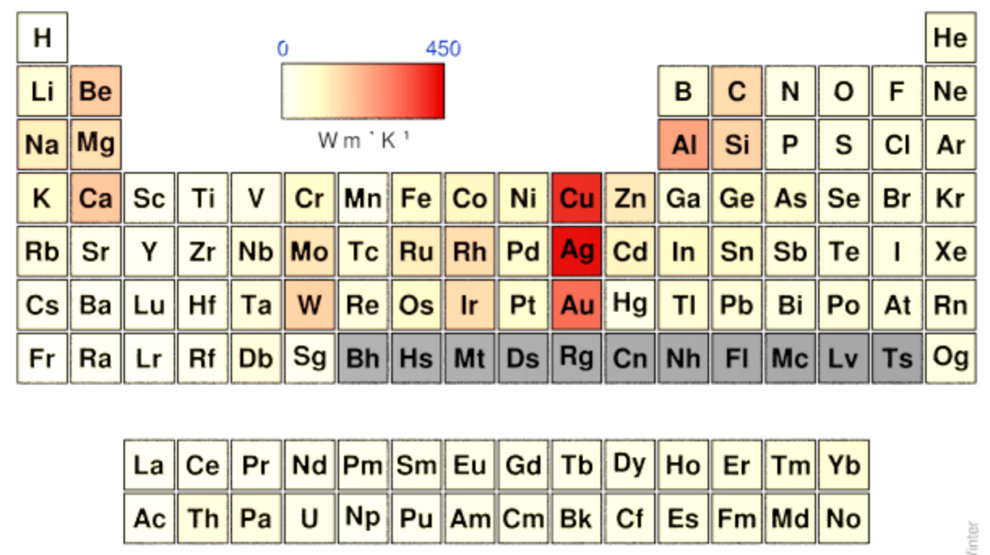 H He
0 450
Li Be B C N O F Ne
W m ` K ¹
Na Mg Al Si P S Cl Ar
K Ca Sc Ti V Cr Mn Fe Co Ni Cu Zn Ga Ge As Se Br Kr
Rb Sr Y Zr Nb Mo Tc Ru Rh Pd Ag Cd In Sn Sb Te I Xe
Cs Ba Lu Hf Ta W Re Os Ir Pt Au Hg Tl Pb Bi Po At Rn
Fr Ra Lr Rf Db Sg Bh Hs Mt Ds Rg Cn Nh Fl Mc Lv Ts Og
La Ce Pr Nd Pm Sm Eu Gd Tb Dy Ho Er Tm Yb
Ac Th Pa U Np Pu Am Cm Bk Cf Es Fm Md No